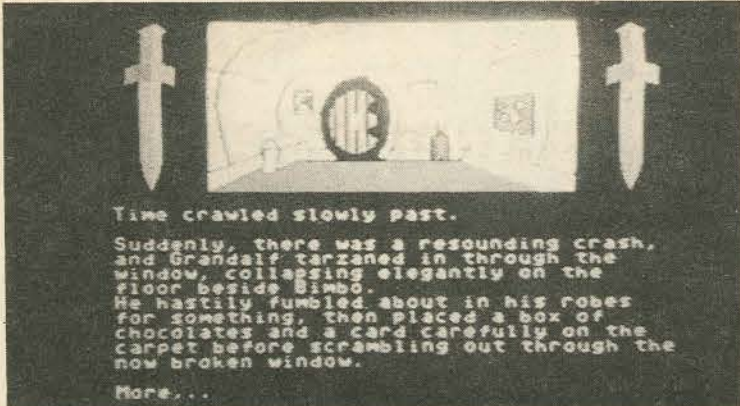 Time crawled slowly past.
Suddenly, there was a resounding crash,
and Grandalf tarzaned in through the
window, collapsing elegantly on the
floor beside Bimbo.
He hastily fumbled about in his robes
for something, then placed a box of
chocolates and a card carefully on the
carpet before scrambling out through the
now broken window.
More...